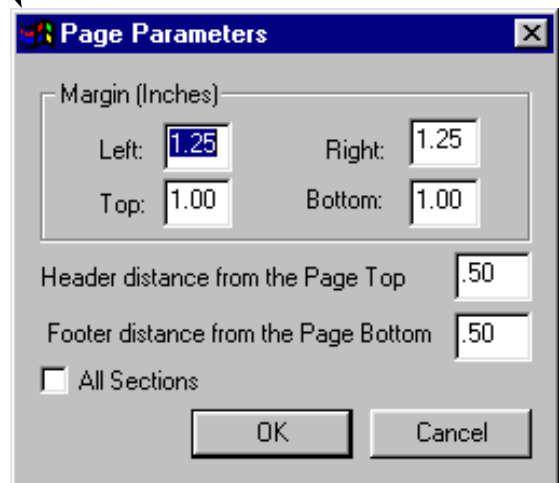 Page Parameters
Margin (Inches)
Left: 1.25 Right: 1.25
Top: 1.00 Bottom: 1.00
Header distance from the Page Top .50
Footer distance from the Page Bottom .50
All Sections
OK Cancel